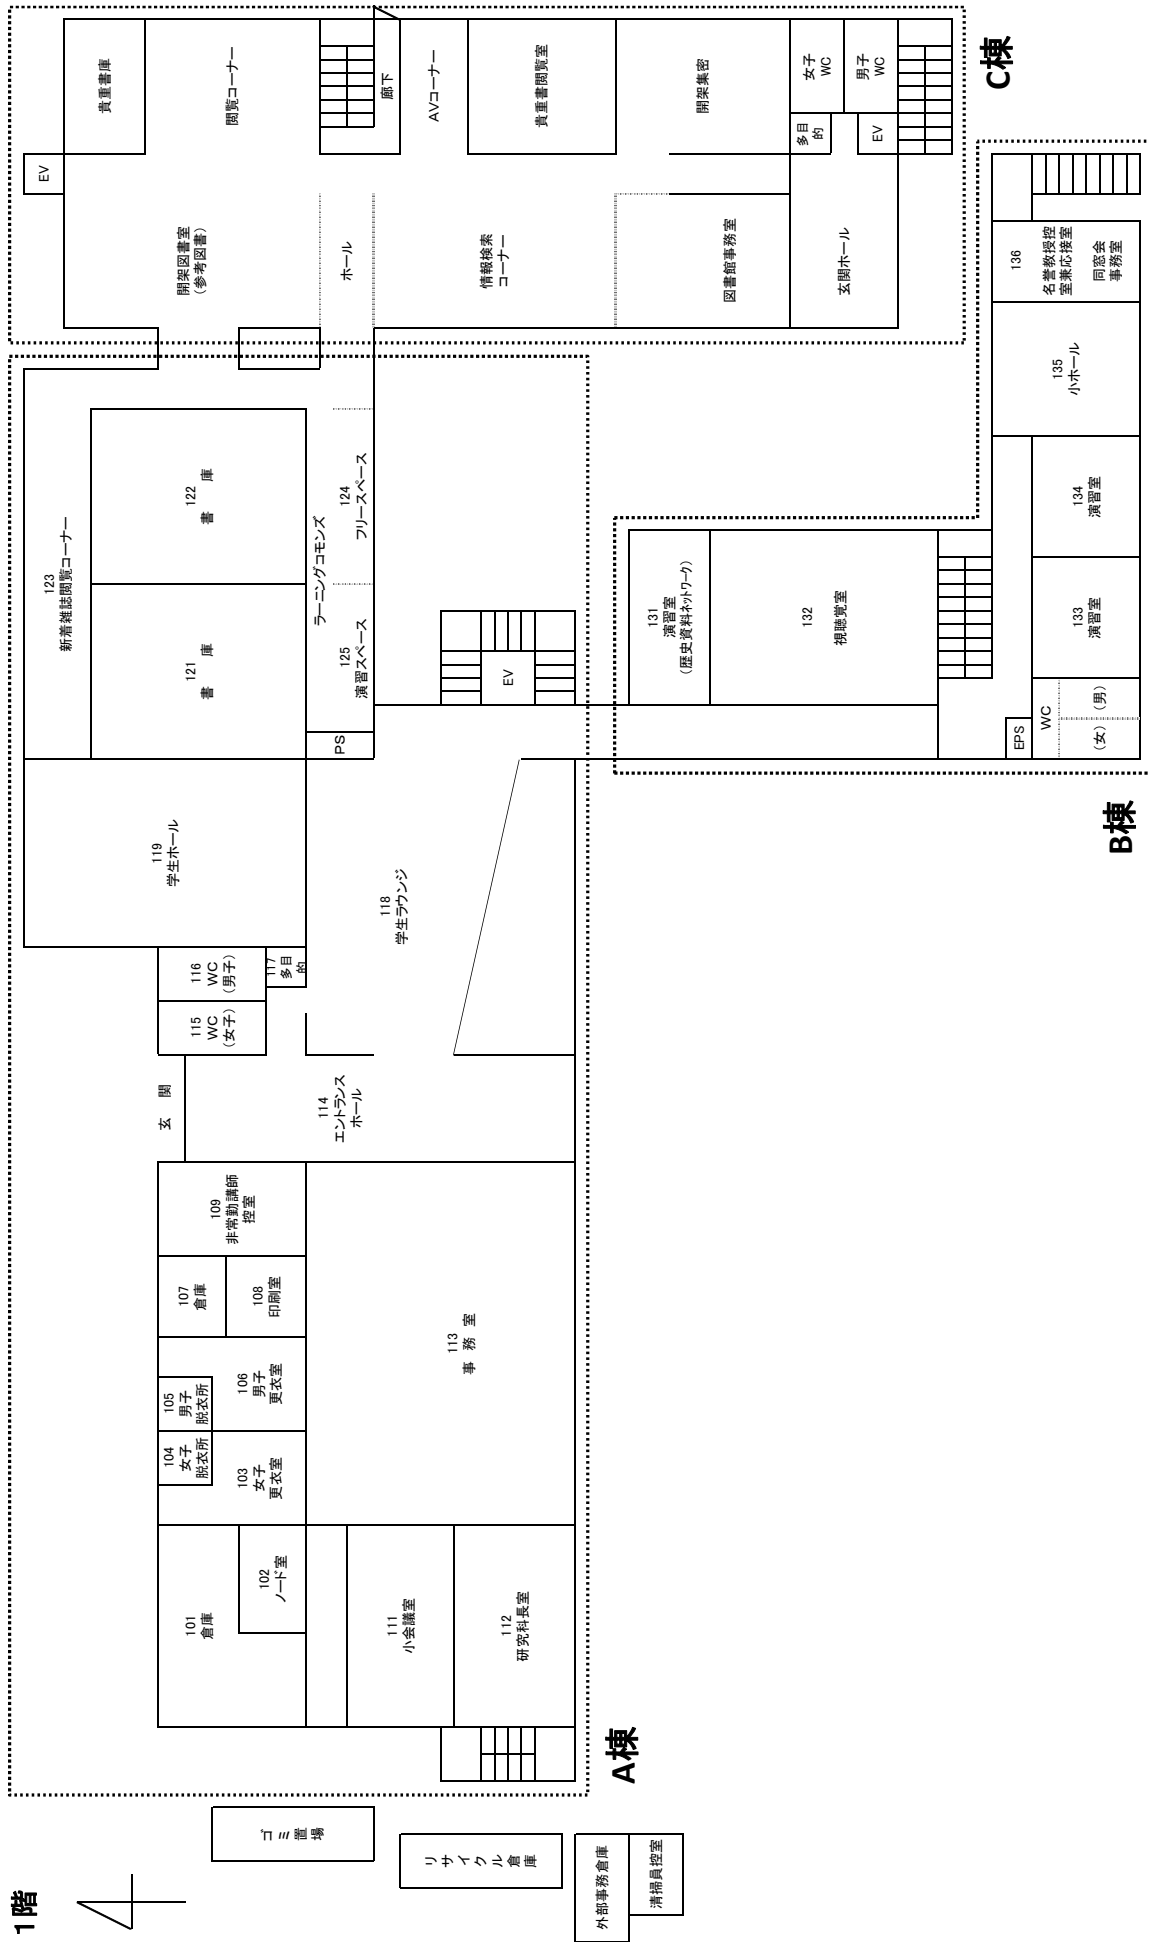 1階
A棟
B棟
C棟
ゴミ置場
リサイクル倉庫
外部事務倉庫
清掃員控室
101
倉庫
102
ノード室
103
女子
更衣室
104
女子
脱衣所
105
男子
脱衣所
106
男子
更衣室
107
倉庫
108
印刷室
109
非常勤講師
控室
111
小会議室
112
研究科長室
113
事 務 室
玄 関
114
エントランス
ホール
115
WC
(女子)
116
WC
(男子)
117
多目
的
118
学生ラウンジ
119
学生ホール
PS
121
書 庫
122
書 庫
123
新着雑誌閲覧コーナー
ラーニングコモンズ
125
演習スペース
124
フリースペース
EV
131
演習室
(歴史資料ネットワーク)
132
視聴覚室
EPS
WC
(女)
(男)
133
演習室
134
演習室
135
小ホール
136
名誉教授控
室兼応接室
同窓会
事務室
EV
貴重書庫
閲覧コーナー
廊下
AVコーナー
貴重書閲覧室
開架集密
女子
WC
男子
WC
多目
的
EV
開架図書室
(参考図書)
ホール
情報検索
コーナー
図書館事務室
玄関ホール